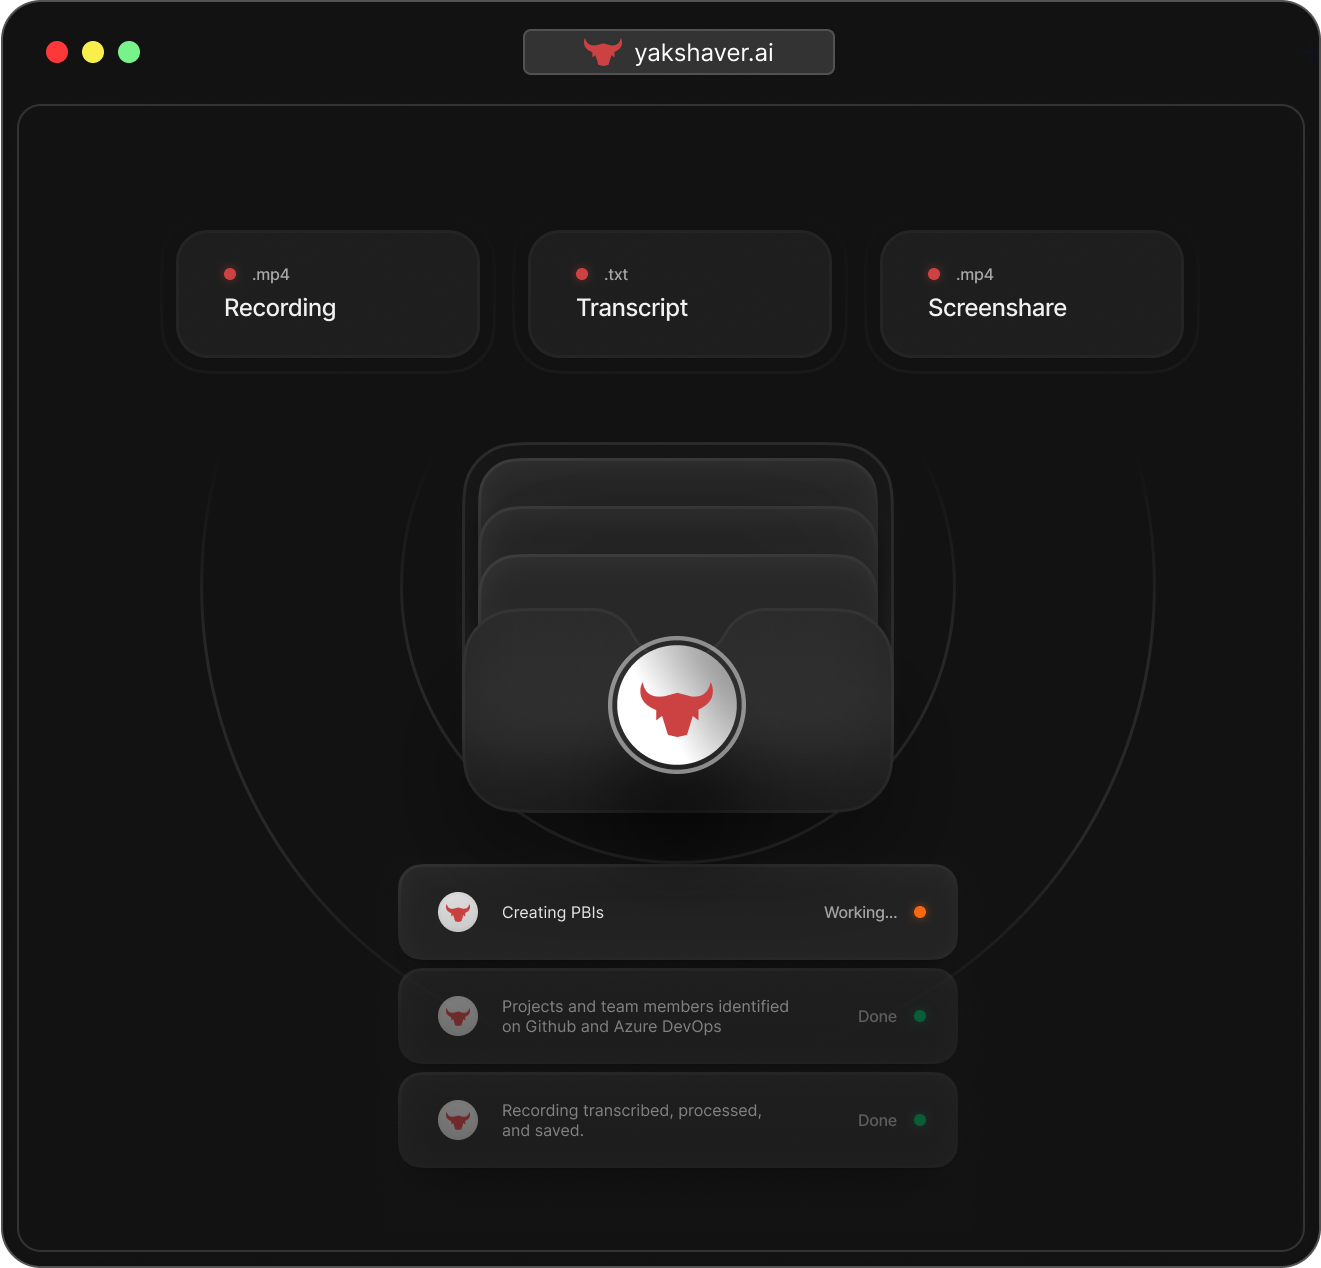 yakshaver.ai
.mp4
Recording
.txt
Transcript
.mp4
Screenshare
Creating PBIs
Working...
Projects and team members identified
on Github and Azure DevOps
Done
Recording transcribed, processed,
and saved.
Done